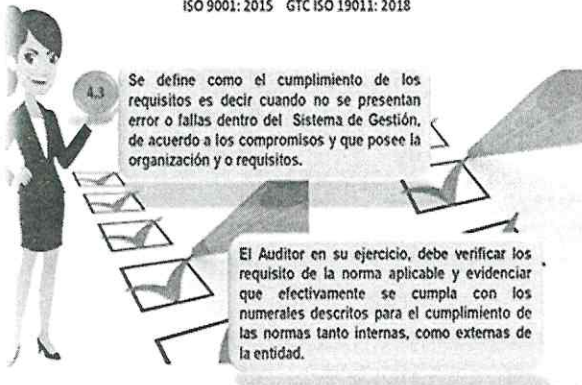 ISO 9001: 2015 GTC ISO 19011: 2018
4.3
Se define como el cumplimiento de los
requisitos es decir cuando no se presentan
error o fallas dentro del Sistema de Gestión,
de acuerdo a los compromisos y que posee la
organización y o requisitos.
El Auditor en su ejercicio, debe verificar los
requisito de la norma aplicable y evidenciar
que efectivamente se cumpla con los
numerales descritos para el cumplimiento de
las normas tanto internas, como externas de
la entidad.